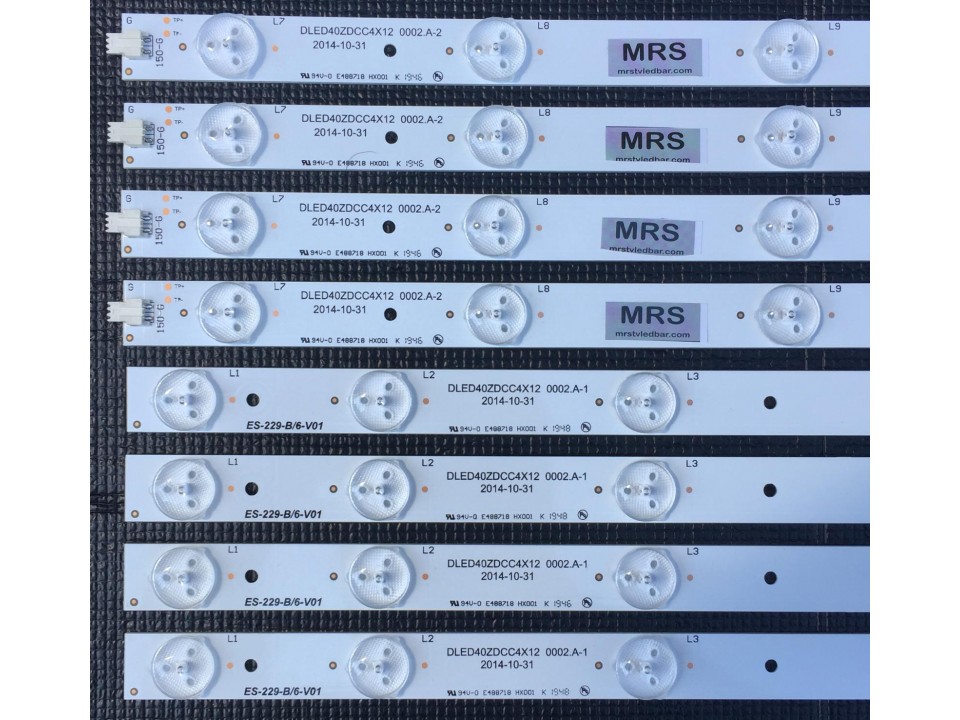 G TP+ L7 DLED40ZDCC4X12 0002.A-2 L8 MRS L9
TP- 2014-10-31 mrstvledbar.com
150-G 94V-0 E488718 HX001 K 1946
G TP+ L7 DLED40ZDCC4X12 0002.A-2 L8 MRS L9
TP- 2014-10-31 mrstvledbar.com
150-G 94V-0 E488718 HX001 K 1946
G TP+ L7 DLED40ZDCC4X12 0002.A-2 L8 MRS L9
TP- 2014-10-31 mrstvledbar.com
150-G 94V-0 E488718 HX001 K 1946
G TP+ L7 DLED40ZDCC4X12 0002.A-2 L8 MRS L9
TP- 2014-10-31 mrstvledbar.com
150-G 94V-0 E488718 HX001 K 1946
L1 L2 DLED40ZDCC4X12 0002.A-1 L3
2014-10-31
ES-229-B/6-V01 94V-0 E488718 HX001 K 1948
L1 L2 DLED40ZDCC4X12 0002.A-1 L3
2014-10-31
ES-229-B/6-V01 94V-0 E488718 HX001 K 1948
L1 L2 DLED40ZDCC4X12 0002.A-1 L3
2014-10-31
ES-229-B/6-V01 94V-0 E488718 HX001 K 1946
L1 L2 DLED40ZDCC4X12 0002.A-1 L3
2014-10-31
ES-229-B/6-V01 94V-0 E488718 HX001 K 1948